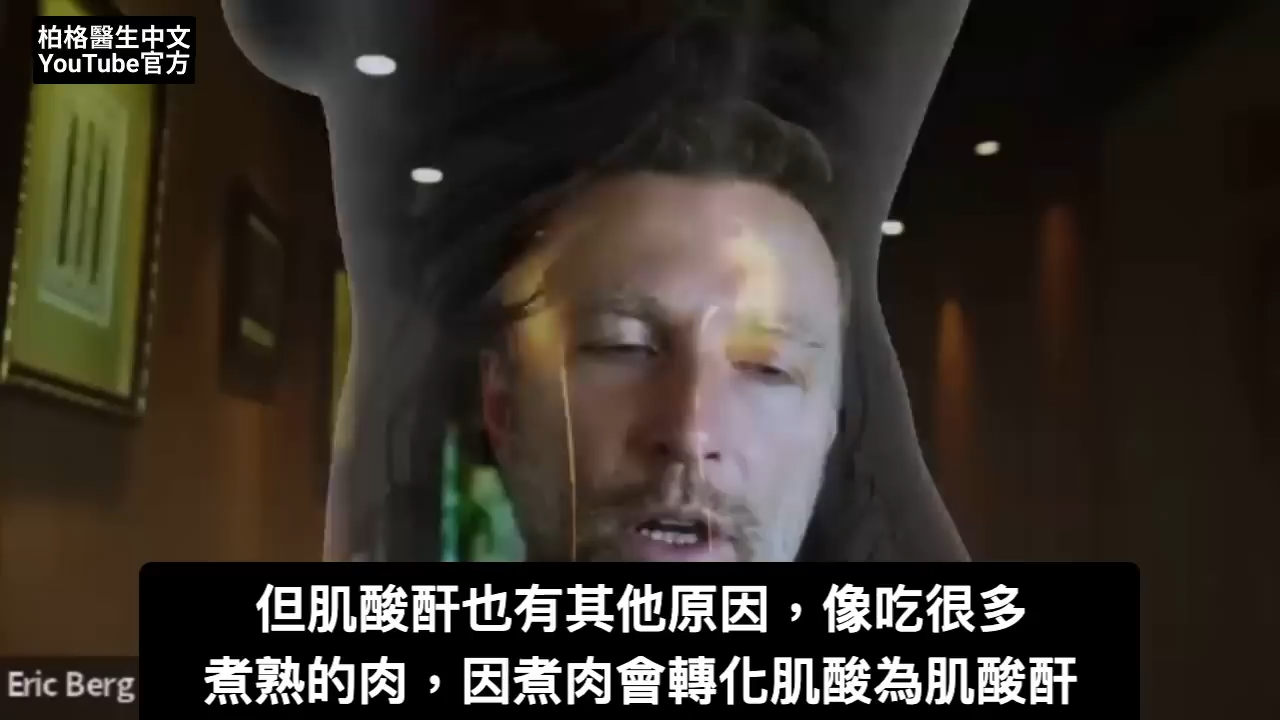 柏格醫生中文
YouTube官方
但肌酸酐也有其他原因，像吃很多
煮熟的肉，因煮肉會轉化肌酸為肌酸酐
Eric Berg